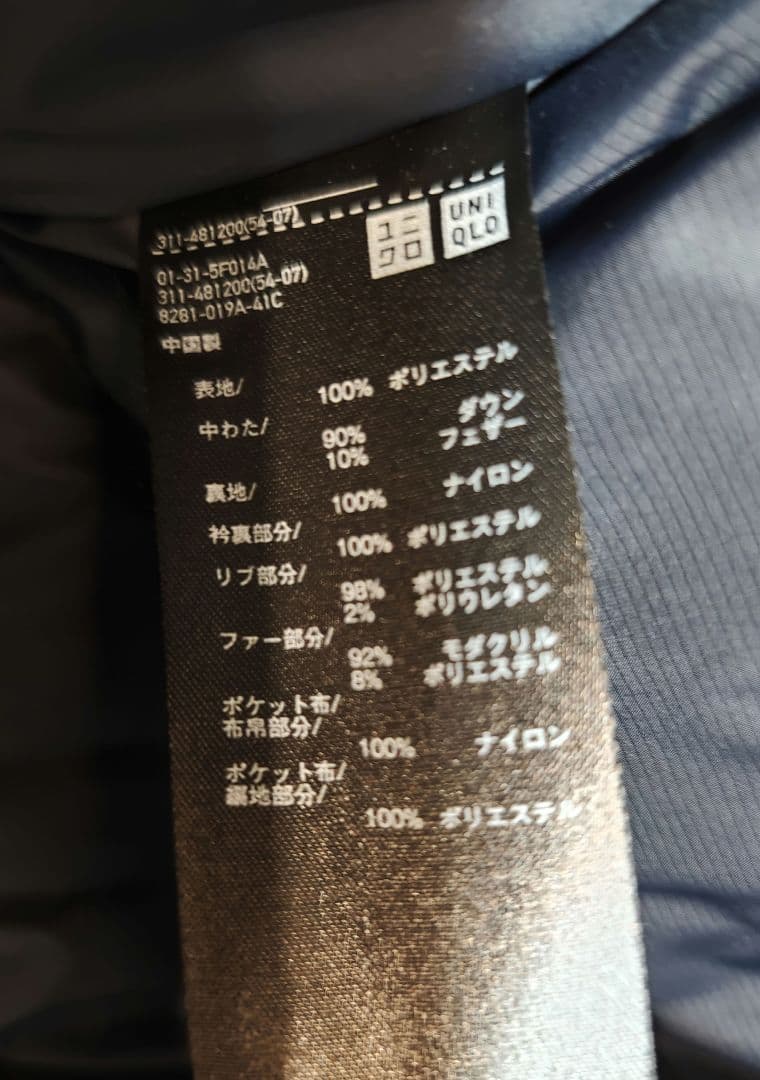 311-481200(54-07)
ユニ
クロ
UNI
QLO
01-31-5F014A
311-481200(54-07)
8281-019A-41C
中国製
表地/
100% ポリエステル
中わた/
90% ダウン
10% フェザー
裏地/
100% ナイロン
衿裏部分/
100% ポリエステル
リブ部分/
98% ポリエステル
2% ポリウレタン
ファー部分/
92% モダクリル
8% ポリエステル
ポケット布/
布帛部分/
100% ナイロン
ポケット布/
編地部分/
100% ポリエステル